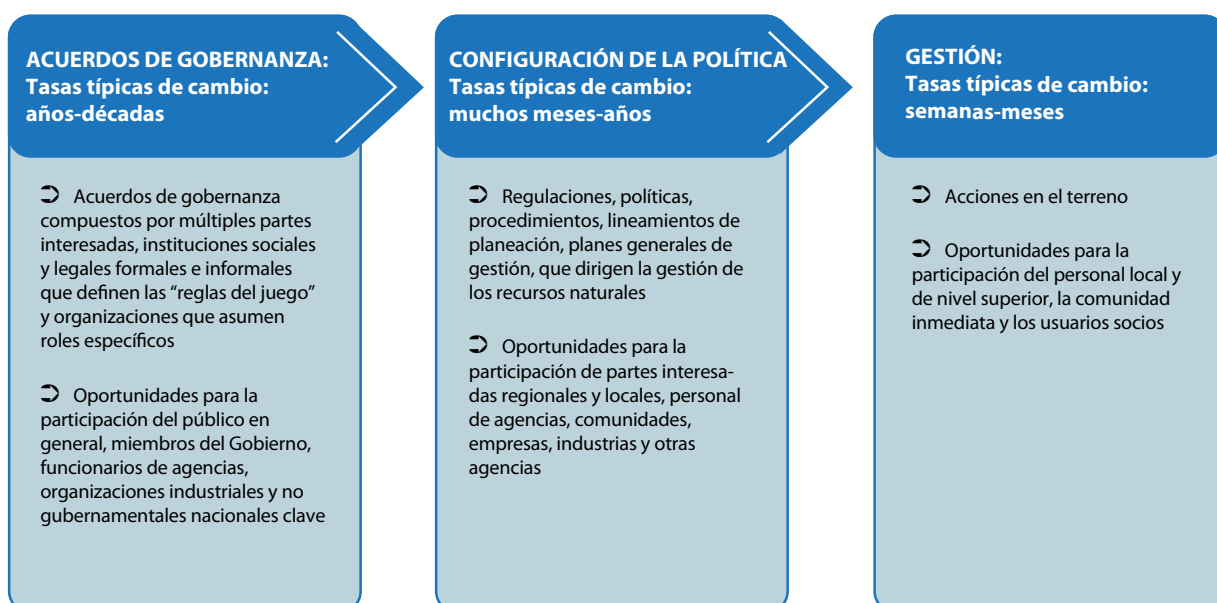 ACUERDOS DE GOBERNANZA:
Tasas típicas de cambio:
años-décadas
➲ Acuerdos de gobernanza
compuestos por múltiples partes
interesadas, instituciones sociales
y legales formales e informales
que definen las “reglas del juego”
y organizaciones que asumen
roles específicos
➲ Oportunidades para la
participación del público en
general, miembros del Gobierno,
funcionarios de agencias,
organizaciones industriales y no
gubernamentales nacionales clave
CONFIGURACIÓN DE LA POLÍTICA
Tasas típicas de cambio:
muchos meses-años
➲ Regulaciones, políticas,
procedimientos, lineamientos de
planeación, planes generales de
gestión, que dirigen la gestión de
los recursos naturales
➲ Oportunidades para la
participación de partes interesa-
das regionales y locales, personal
de agencias, comunidades,
empresas, industrias y otras
agencias
GESTIÓN:
Tasas típicas de cambio:
semanas-meses
➲ Acciones en el terreno
➲ Oportunidades para la
participación del personal local y
de nivel superior, la comunidad
inmediata y los usuarios socios